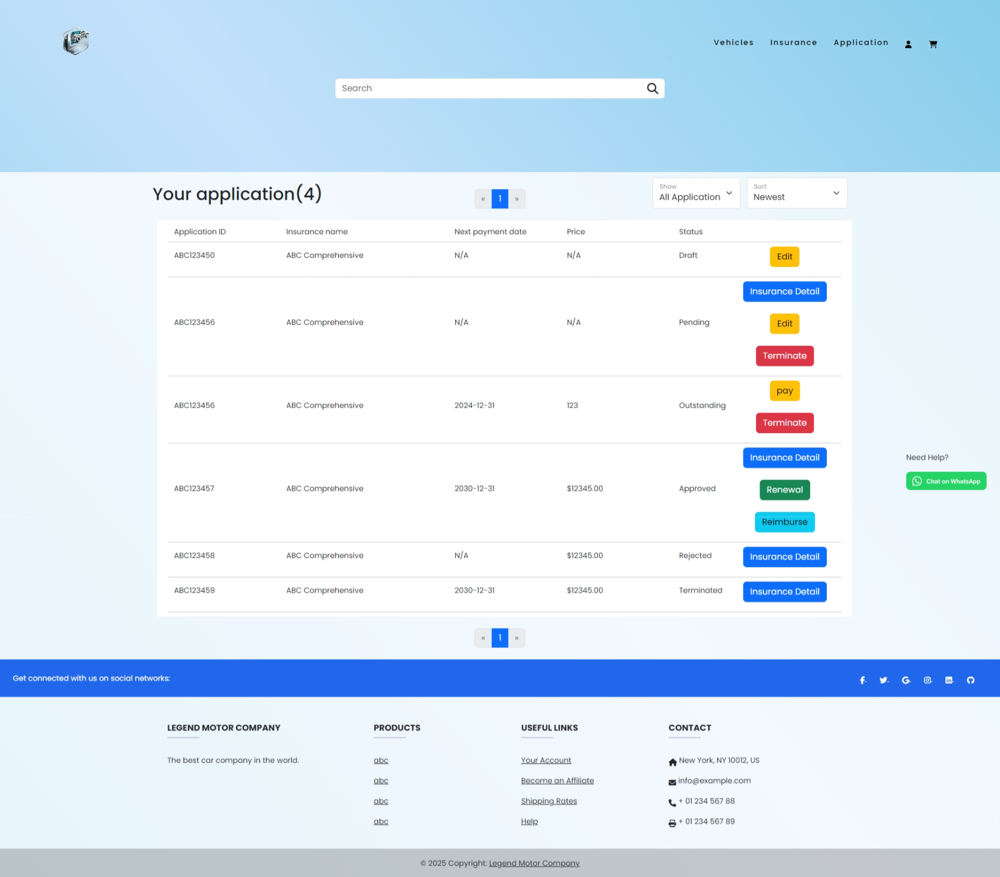 Vehicles Insurance Application
Search
Your application(4)
« 1 »
Show
All Application
Sort
Newest
Application ID Insurance name Next payment date Price Status
ABC123450 ABC Comprehensive N/A N/A Draft Edit
Insurance Detail
ABC123456 ABC Comprehensive N/A N/A Pending Edit
Terminate
pay
ABC123456 ABC Comprehensive 2024-12-31 123 Outstanding
Terminate
Insurance Detail
ABC123457 ABC Comprehensive 2030-12-31 $12345.00 Approved Renewal
Reimburse
ABC123458 ABC Comprehensive N/A $12345.00 Rejected Insurance Detail
ABC123459 ABC Comprehensive 2030-12-31 $12345.00 Terminated Insurance Detail
Need Help?
Chat on WhatsApp
« 1 »
Get connected with us on social networks:
LEGEND MOTOR COMPANY
The best car company in the world.
PRODUCTS
abc
abc
abc
abc
USEFUL LINKS
Your Account
Become an Affiliate
Shipping Rates
Help
CONTACT
New York, NY 10012, US
info@example.com
+ 01 234 567 88
+ 01 234 567 89
© 2025 Copyright: Legend Motor Company